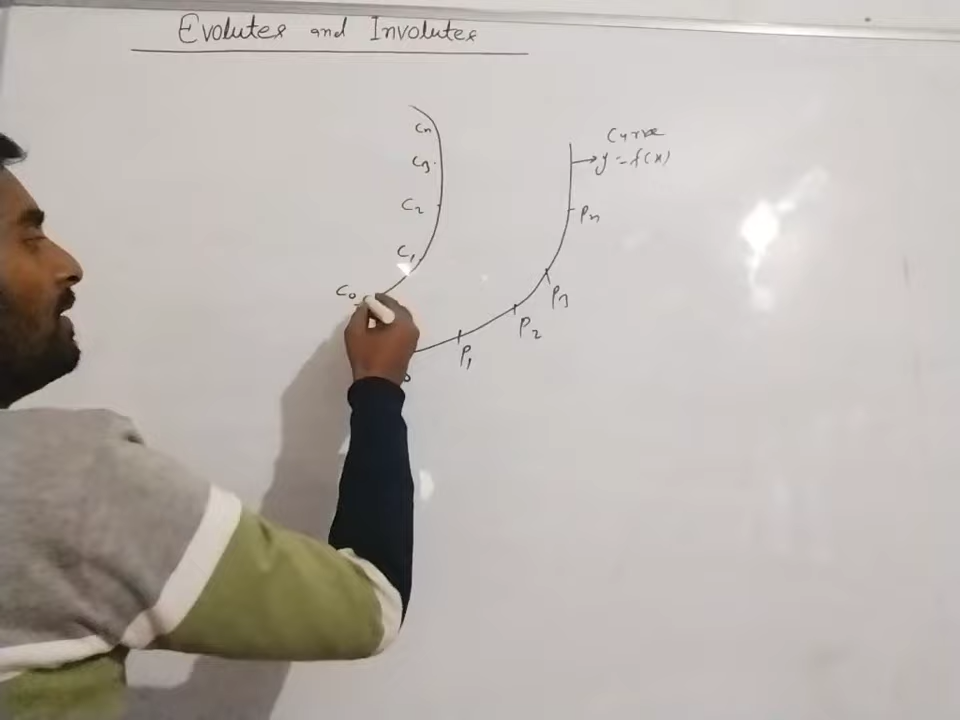 Evolutes and Involutes
Cn
C3
C2
C1
C0
Curve
y = f(x)
Pn
P3
P2
P1